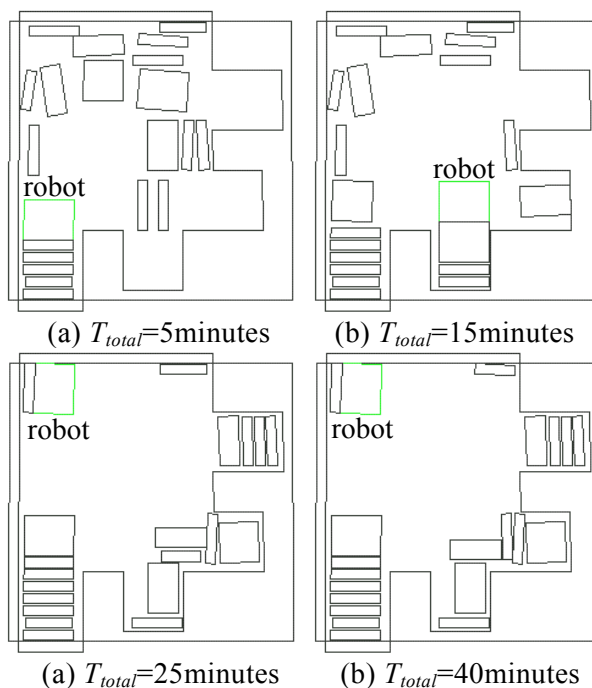 robot
robot
(a) T_total=5minutes
(b) T_total=15minutes
robot
robot
(a) T_total=25minutes
(b) T_total=40minutes